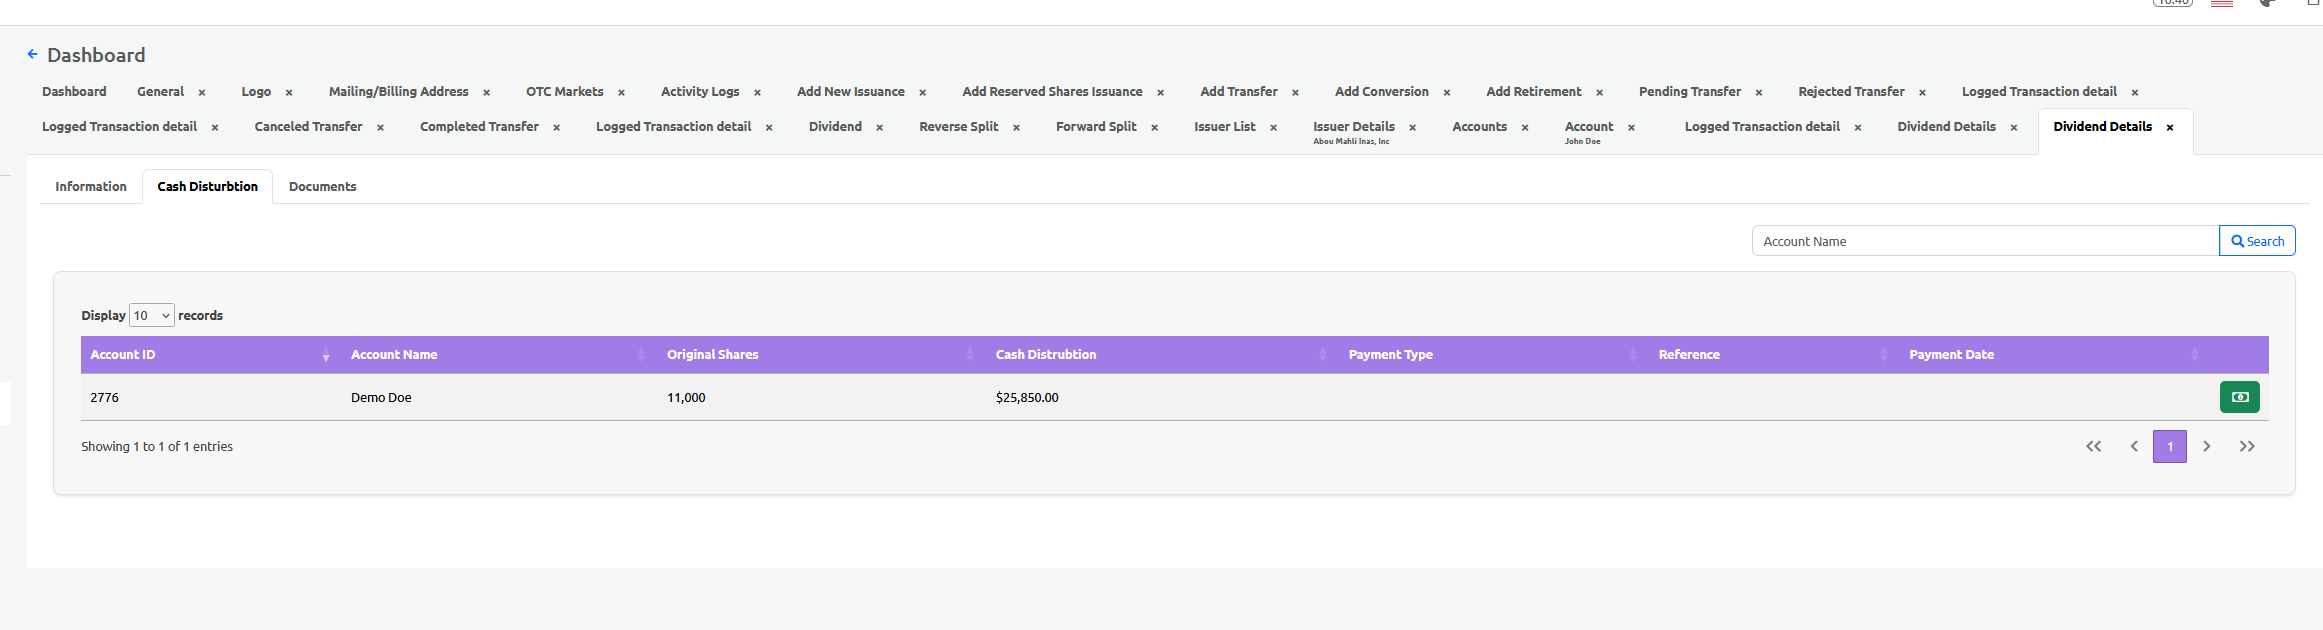 Dashboard
Dashboard General × Logo × Mailing/Billing Address × OTC Markets × Activity Logs × Add New Issuance × Add Reserved Shares Issuance × Add Transfer × Add Conversion × Add Retirement × Pending Transfer × Rejected Transfer × Logged Transaction detail ×
Logged Transaction detail × Canceled Transfer × Completed Transfer × Logged Transaction detail × Dividend × Reverse Split × Forward Split × Issuer List × Issuer Details × Accounts × Account × Logged Transaction detail × Dividend Details × Dividend Details ×
Abou Mahli Inas, Inc John Doe
Information Cash Disturbtion Documents
Account Name Search
Display 10 records
Account ID Account Name Original Shares Cash Distrubtion Payment Type Reference Payment Date
2776 Demo Doe 11,000 $25,850.00
Showing 1 to 1 of 1 entries 1